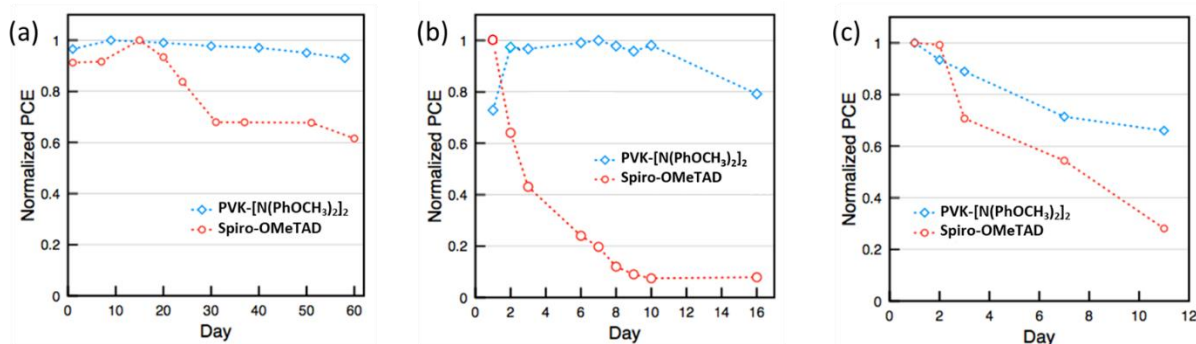 (a)
Normalized PCE
1
0.8
0.6
0.4
0.2
0
PVK-[N(PhOCH₃)₂]₂
Spiro-OMeTAD
0 10 20 30 40 50 60
Day
(b)
Normalized PCE
1
0.8
0.6
0.4
0.2
0
PVK-[N(PhOCH₃)₂]₂
Spiro-OMeTAD
0 2 4 6 8 10 12 14 16
Day
(c)
Normalized PCE
1
0.8
0.6
0.4
0.2
0
PVK-[N(PhOCH₃)₂]₂
Spiro-OMeTAD
0 2 4 6 8 10 12
Day